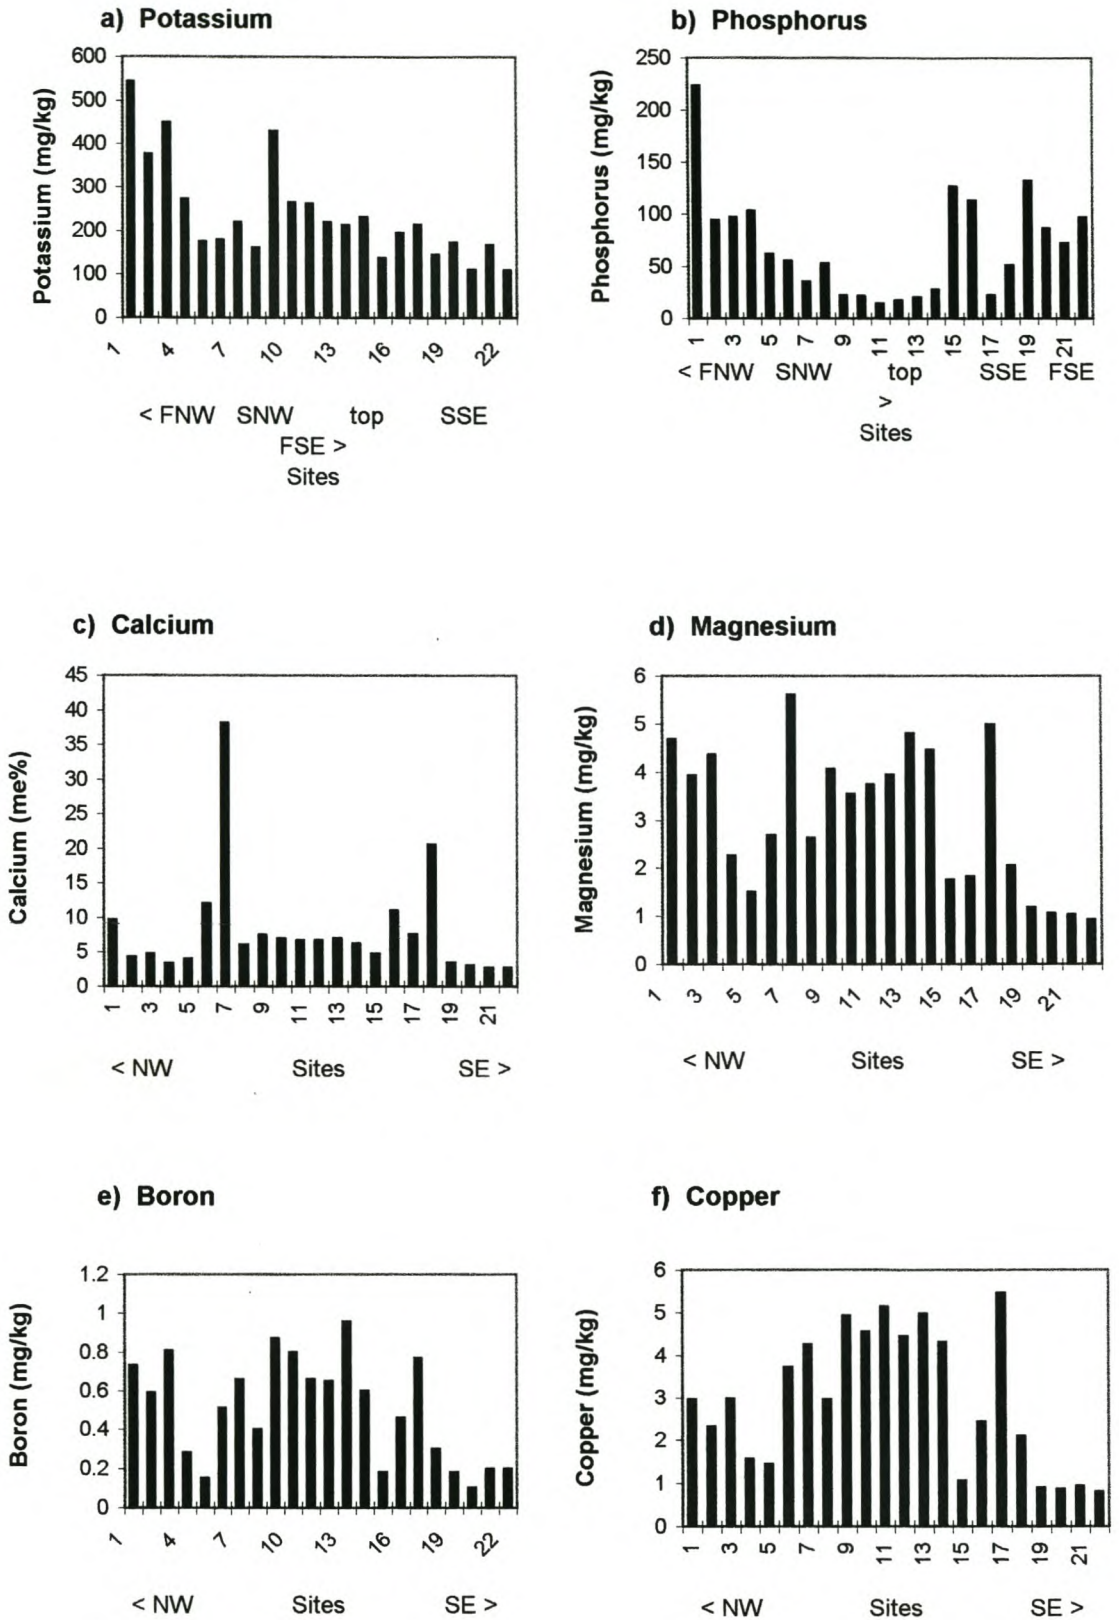 a) Potassium
Potassium (mg/kg)
600
500
400
300
200
100
0
1 4 7 10 13 16 19 22
< FNW SNW top SSE
FSE >
Sites
b) Phosphorus
Phosphorus (mg/kg)
250
200
150
100
50
0
1 3 5 7 9 11 13 15 17 19 21
< FNW SNW top SSE FSE
>
Sites
c) Calcium
Calcium (me%)
45
40
35
30
25
20
15
10
5
0
1 3 5 7 9 11 13 15 17 19 21
< NW Sites SE >
d) Magnesium
Magnesium (mg/kg)
6
5
4
3
2
1
0
1 3 5 7 9 11 13 15 17 19 21
< NW Sites SE >
e) Boron
Boron (mg/kg)
1.2
1
0.8
0.6
0.4
0.2
0
1 4 7 10 13 16 19 22
< NW Sites SE >
f) Copper
Copper (mg/kg)
6
5
4
3
2
1
0
1 3 5 7 9 11 13 15 17 19 21
< NW Sites SE >